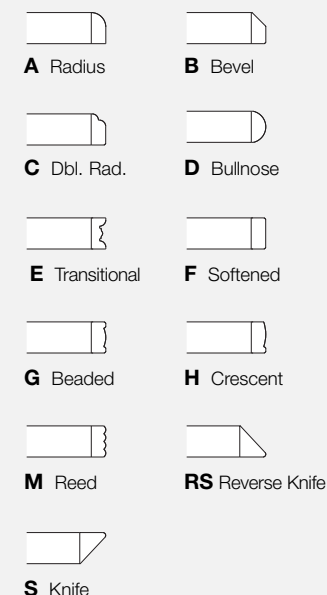 A Radius
B Bevel
C Dbl. Rad.
D Bullnose
E Transitional
F Softened
G Beaded
H Crescent
M Reed
RS Reverse Knife
S Knife